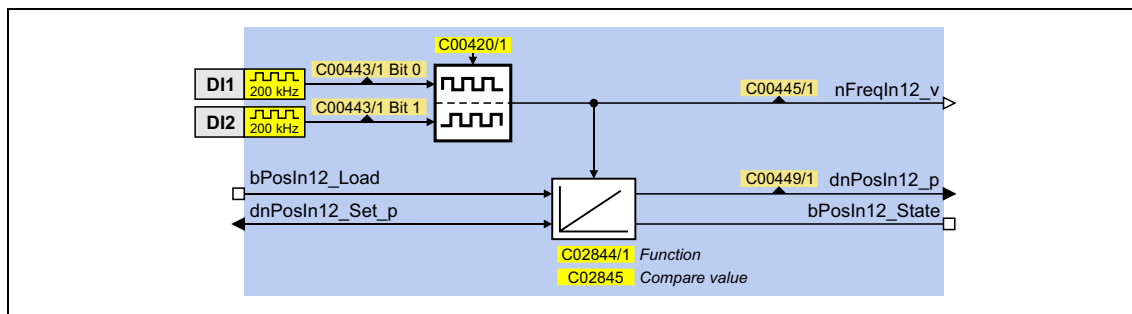 C00420/1
DI1
200 kHz
C00443/1 Bit 0
C00445/1
nFreqIn12_v
DI2
200 kHz
C00443/1 Bit 1
bPosIn12_Load
C00449/1
dnPosIn12_p
dnPosIn12_Set_p
bPosIn12_State
C02844/1 Function
C02845 Compare value